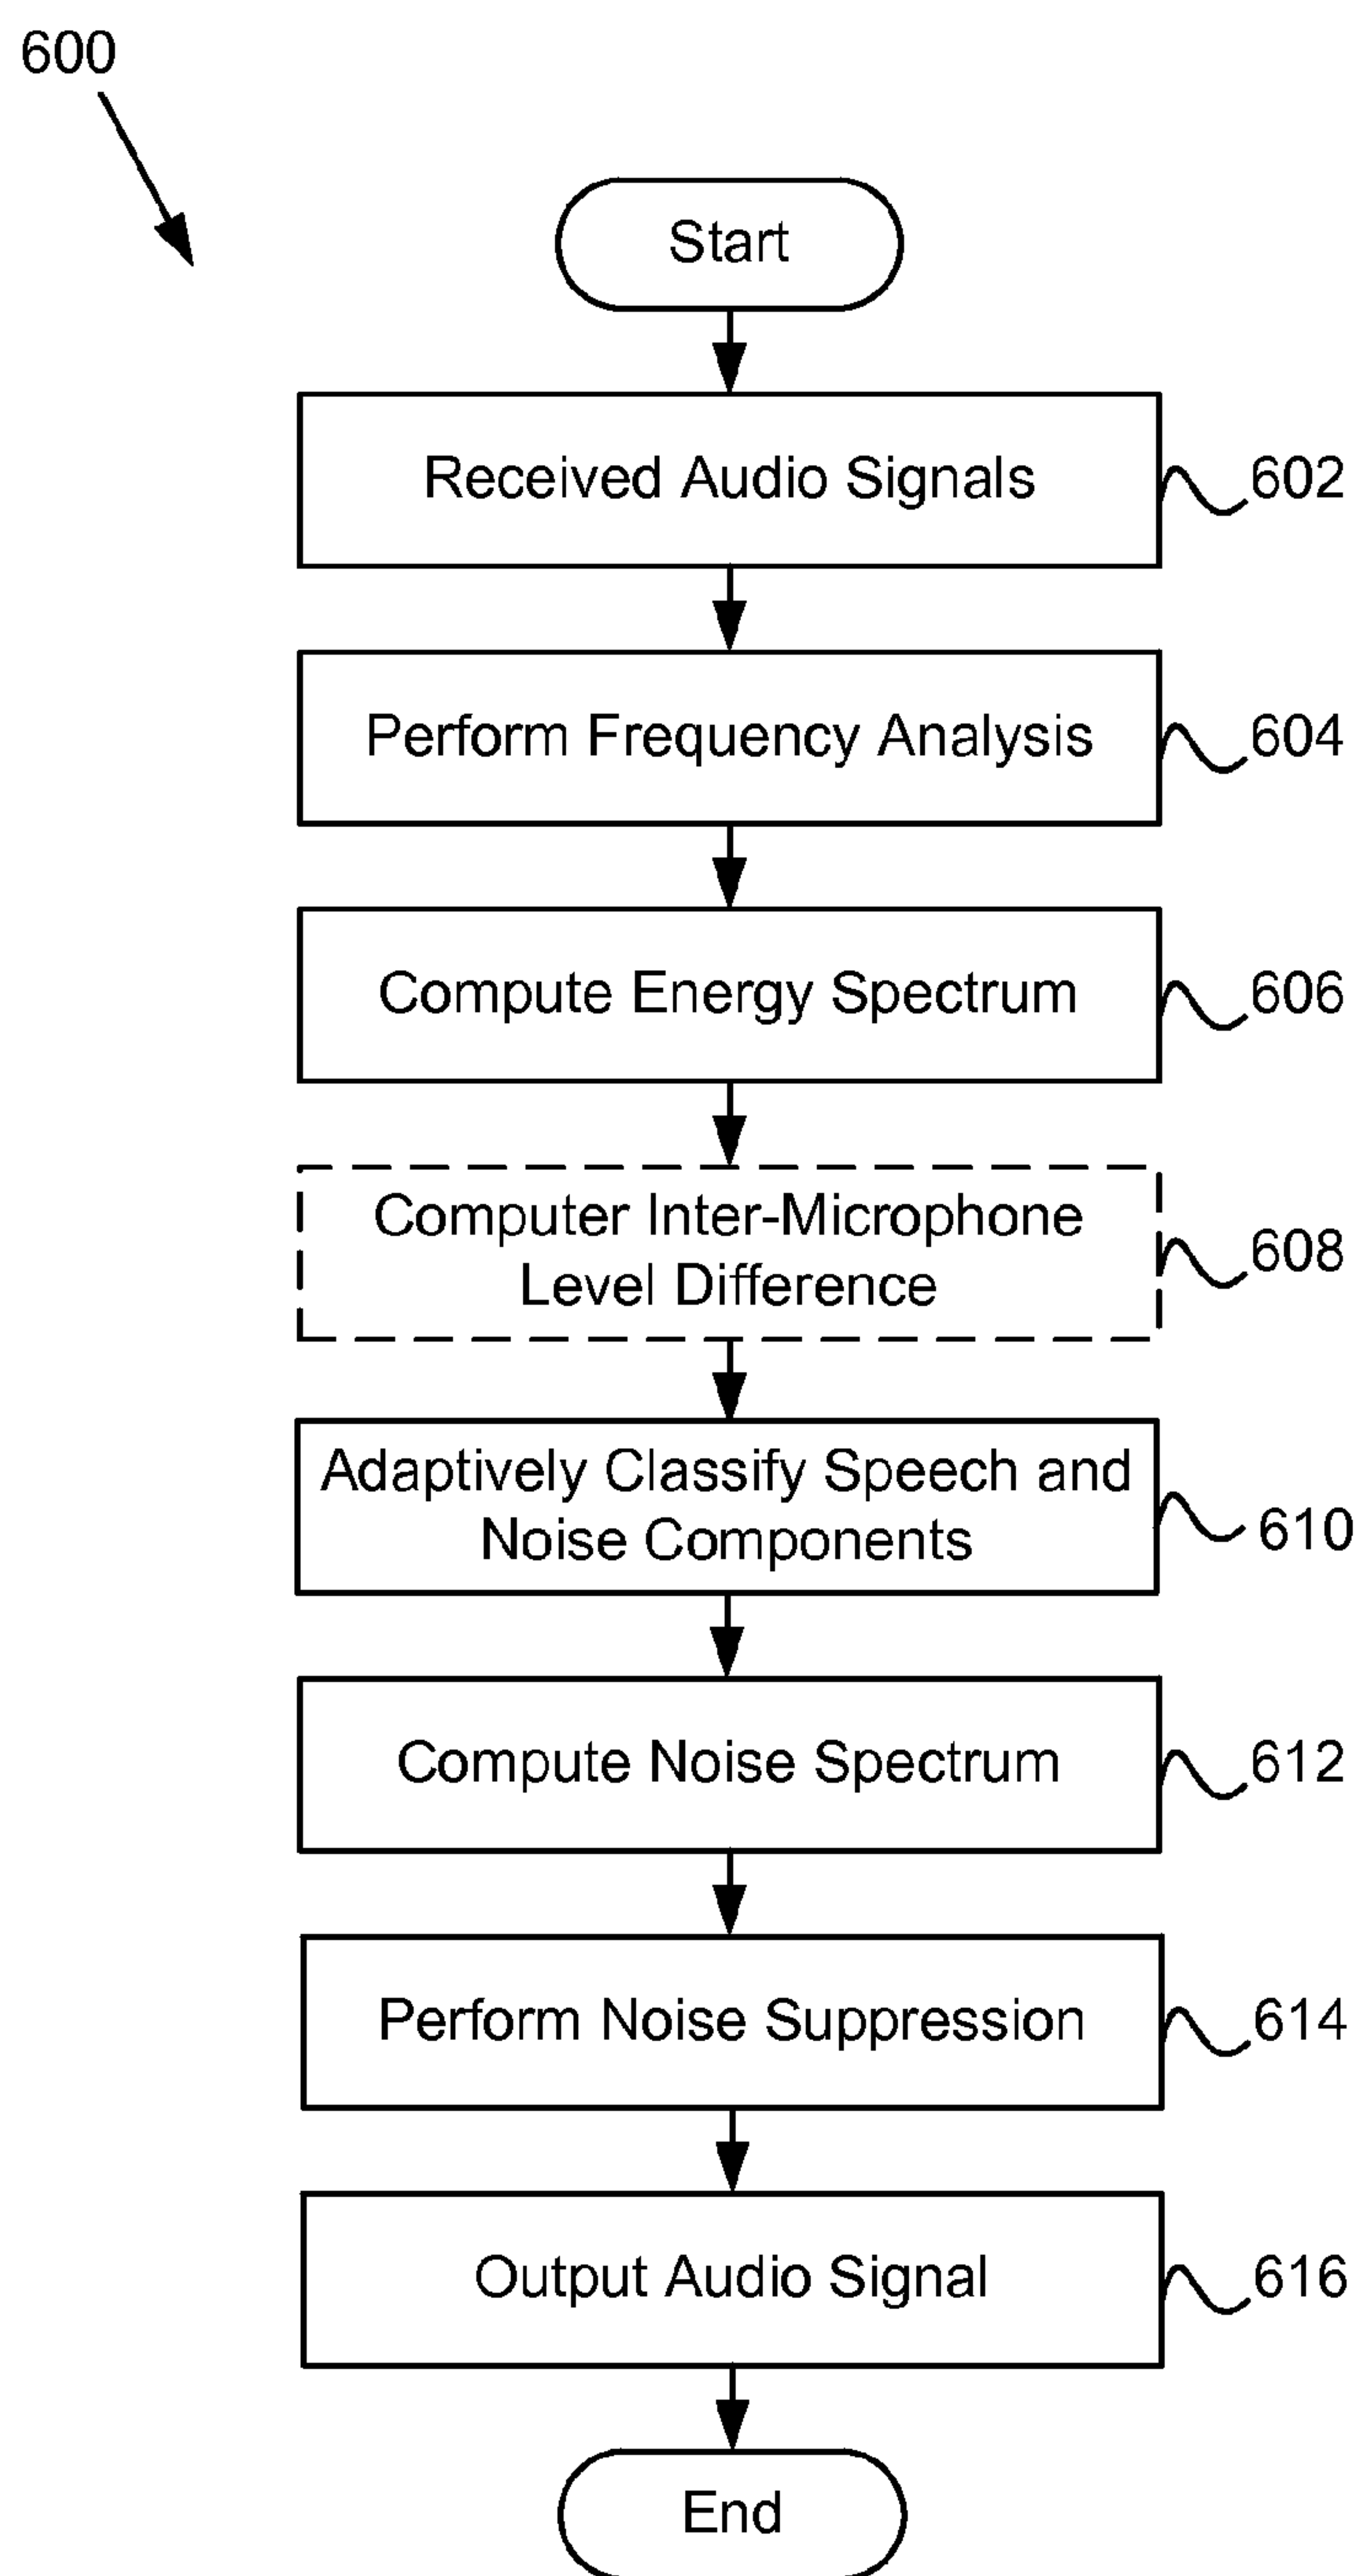 600
Start
Received Audio Signals
602
Perform Frequency Analysis
604
Compute Energy Spectrum
606
Computer Inter-Microphone
Level Difference
608
Adaptively Classify Speech and
Noise Components
610
Compute Noise Spectrum
612
Perform Noise Suppression
614
Output Audio Signal
616
End